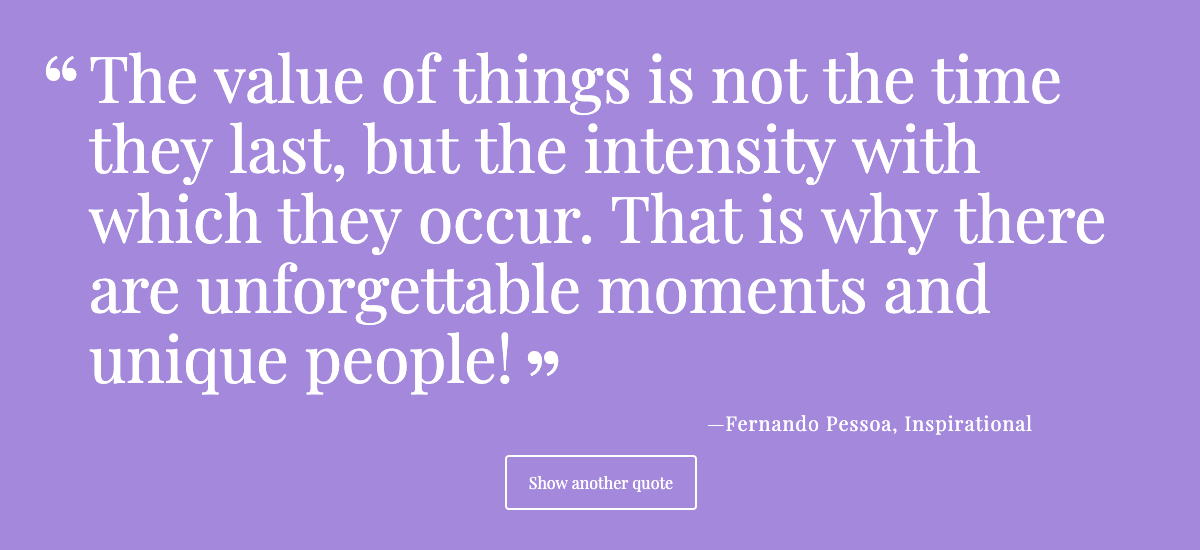 “ The value of things is not the time
they last, but the intensity with
which they occur. That is why there
are unforgettable moments and
unique people! ”
—Fernando Pessoa, Inspirational
Show another quote